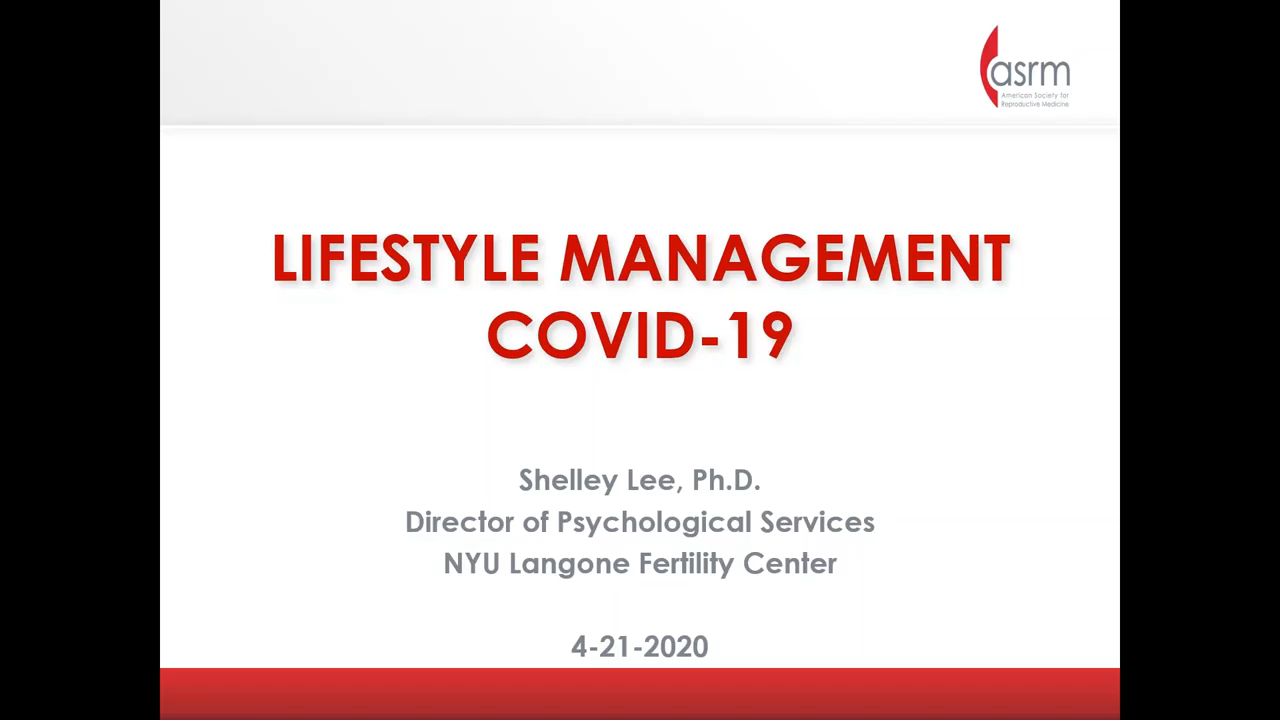 asrm
American Society for
Reproductive Medicine
LIFESTYLE MANAGEMENT
COVID-19
Shelley Lee, Ph.D.
Director of Psychological Services
NYU Langone Fertility Center
4-21-2020